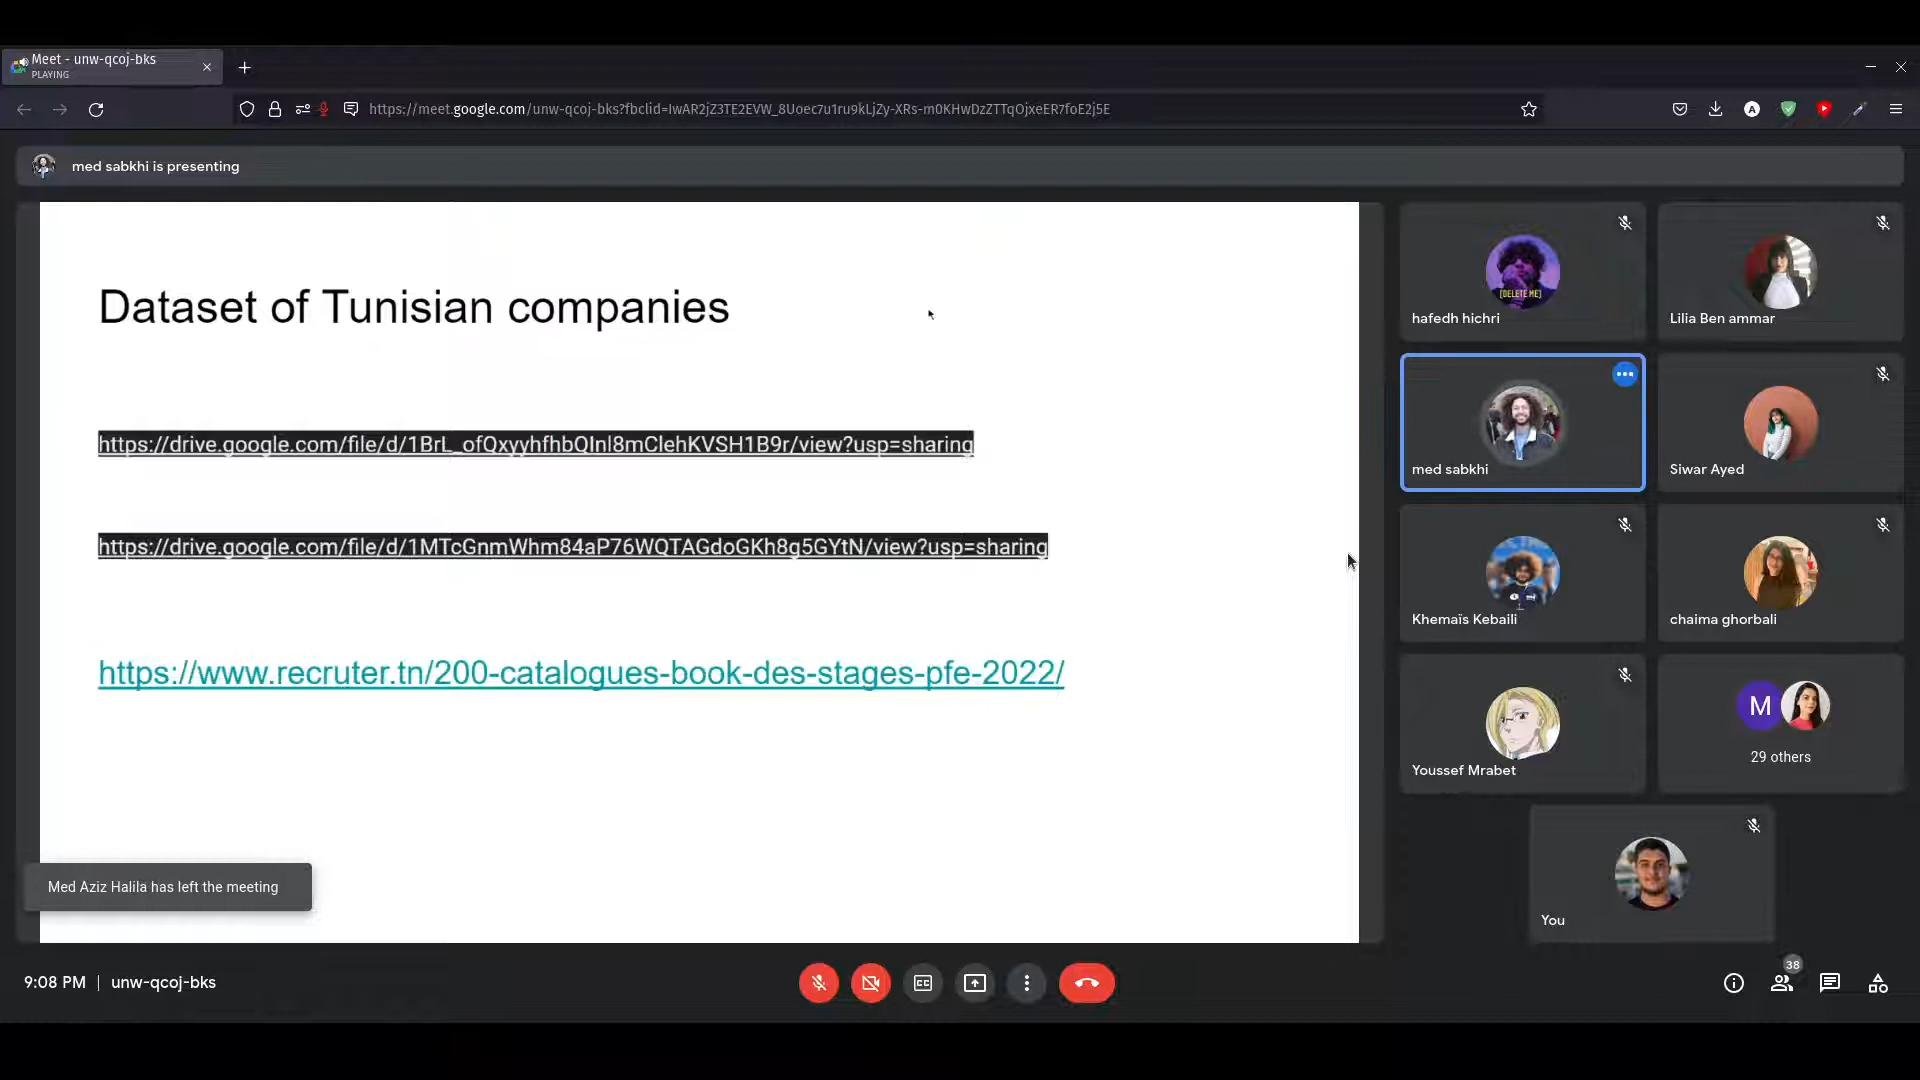 Meet - unw-qcoj-bks
PLAYING
https://meet.google.com/unw-qcoj-bks?fbclid=IwAR2jZ3TE2EVW_8Uoec7u1ru9kLjZy-XRs-m0KHwDzZTTqOjxeER7foE2j5E
med sabkhi is presenting
Dataset of Tunisian companies
https://drive.google.com/file/d/1BrL_ofQxyyhfhbQInl8mClehKVSH1B9r/view?usp=sharing
https://drive.google.com/file/d/1MTcGnmWhm84aP76WQTAGdoGKh8g5GYtN/view?usp=sharing
https://www.recruter.tn/200-catalogues-book-des-stages-pfe-2022/
[DELETE ME]
hafedh hichri
Lilia Ben ammar
med sabkhi
Siwar Ayed
Khemaïs Kebaili
chaima ghorbali
Youssef Mrabet
M
29 others
You
Med Aziz Halila has left the meeting
9:08 PM | unw-qcoj-bks
38